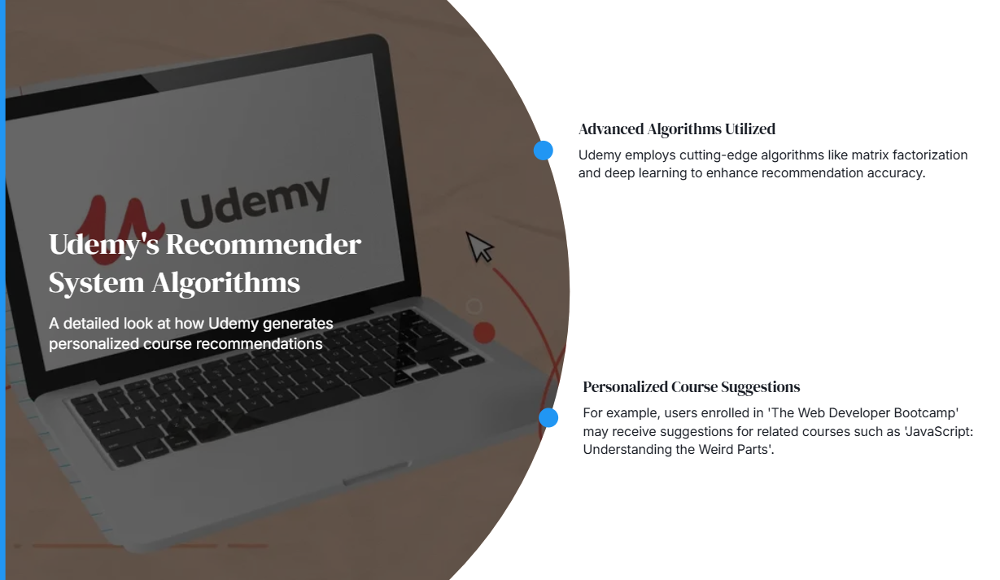 Udemy
Udemy's Recommender
System Algorithms
A detailed look at how Udemy generates
personalized course recommendations
Advanced Algorithms Utilized
Udemy employs cutting-edge algorithms like matrix factorization
and deep learning to enhance recommendation accuracy.
Personalized Course Suggestions
For example, users enrolled in 'The Web Developer Bootcamp'
may receive suggestions for related courses such as 'JavaScript:
Understanding the Weird Parts'.